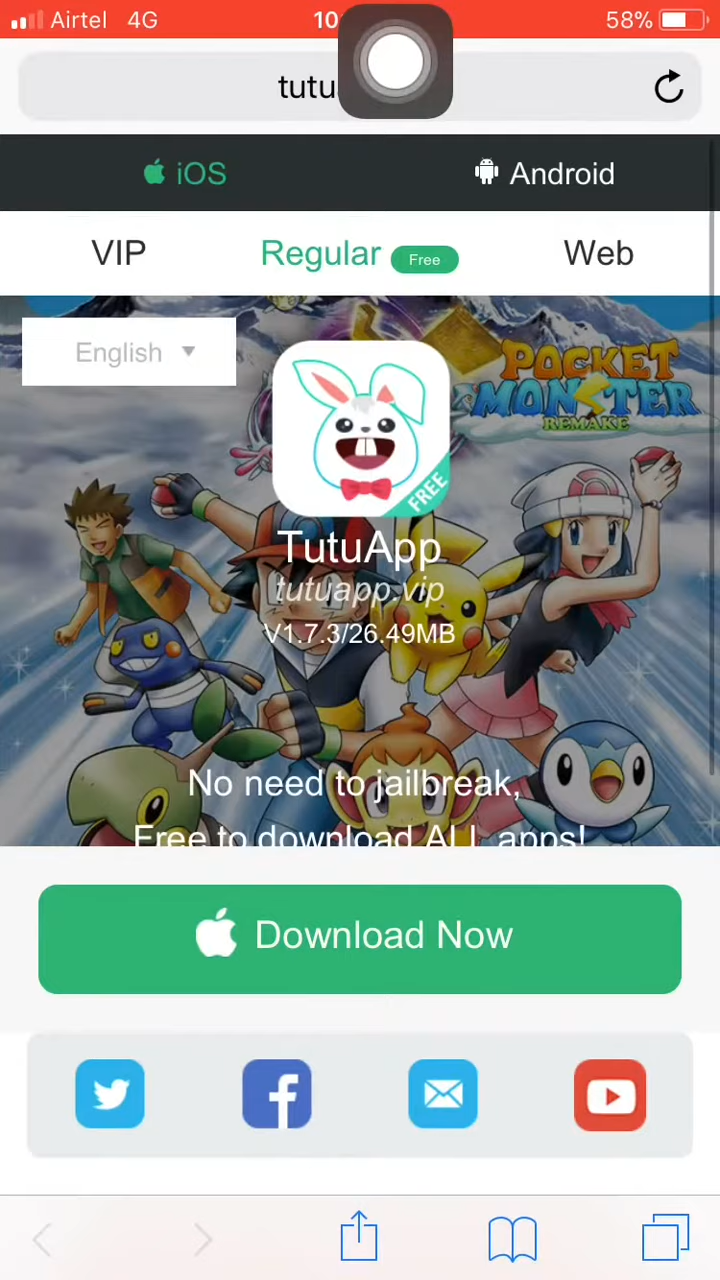 Airtel 4G 10 58%
tutu
iOS Android
VIP Regular Free Web
English
POCKET
MONSTER
REMAKE
FREE
TutuApp
tutuapp.vip
V1.7.3/26.49MB
No need to jailbreak,
Free to download ALL apps!
Download Now